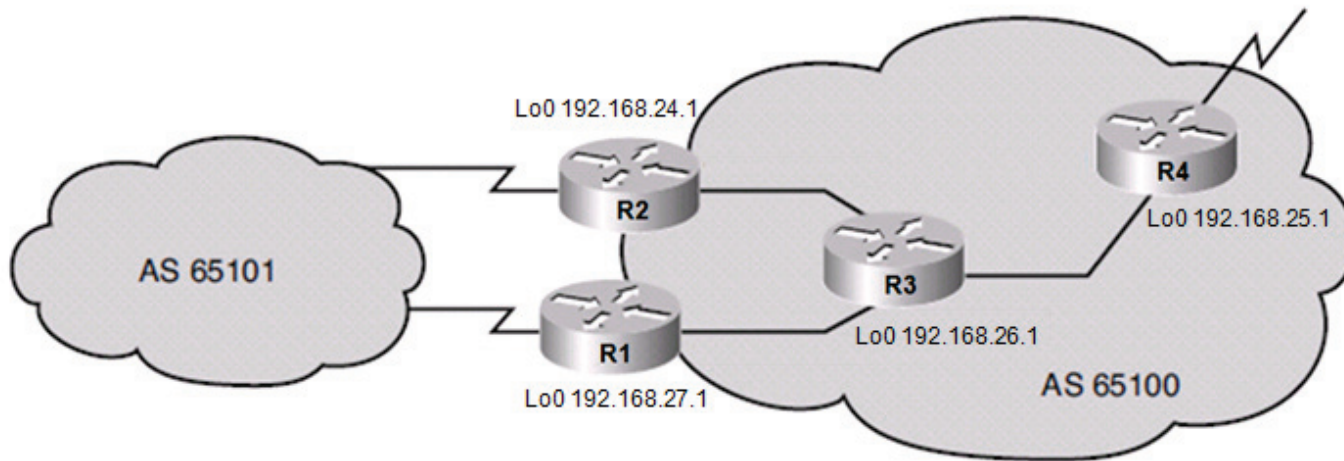 Lo0 192.168.24.1
R2
R4
Lo0 192.168.25.1
AS 65101
R3
R1
Lo0 192.168.26.1
Lo0 192.168.27.1
AS 65100